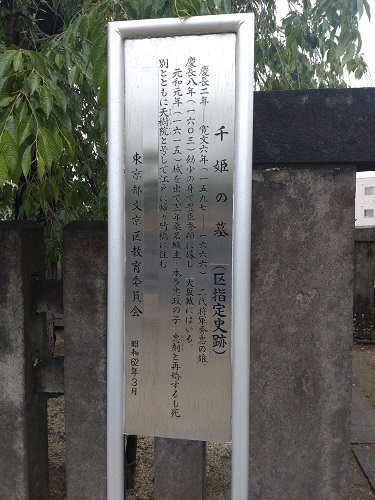 千姫の墓(区指定史跡)
慶長二年――寛文六年(一五九七――一六六六) 二代将軍秀忠の娘。
慶長八年(一六〇三)幼少の身で豊臣秀頼に嫁し、大坂城にはいる。
元和元年(一六一五)城を出て翌年桑名城主・本多忠政の子 忠刻と再婚するも死
別とともに天樹院と号して江戸に帰り竹橋に住む。
東京都文京区教育委員会
昭和62年3月